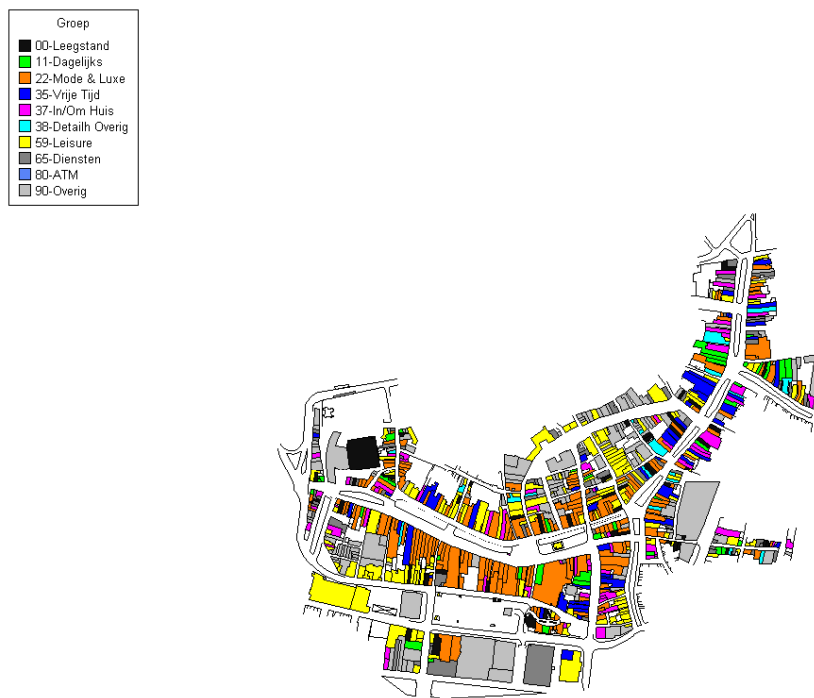 Groep
00-Leegstand
11-Dagelijks
22-Mode & Luxe
35-Vrije Tijd
37-In/Om Huis
38-Detailh Overig
59-Leisure
65-Diensten
80-ATM
90-Overig